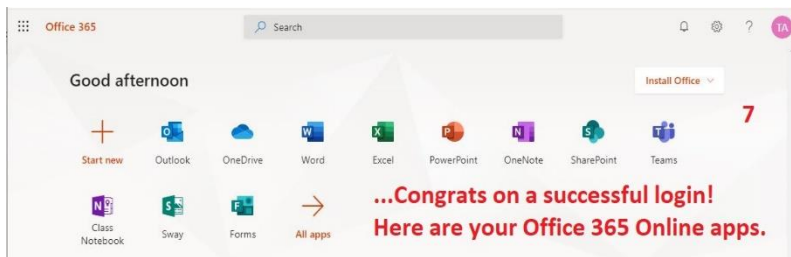 Office 365
Search
?
TA
Good afternoon
Install Office
7
Start new
Outlook
OneDrive
Word
Excel
PowerPoint
OneNote
SharePoint
Teams
Class
Notebook
Sway
Forms
All apps
...Congrats on a successful login!
Here are your Office 365 Online apps.